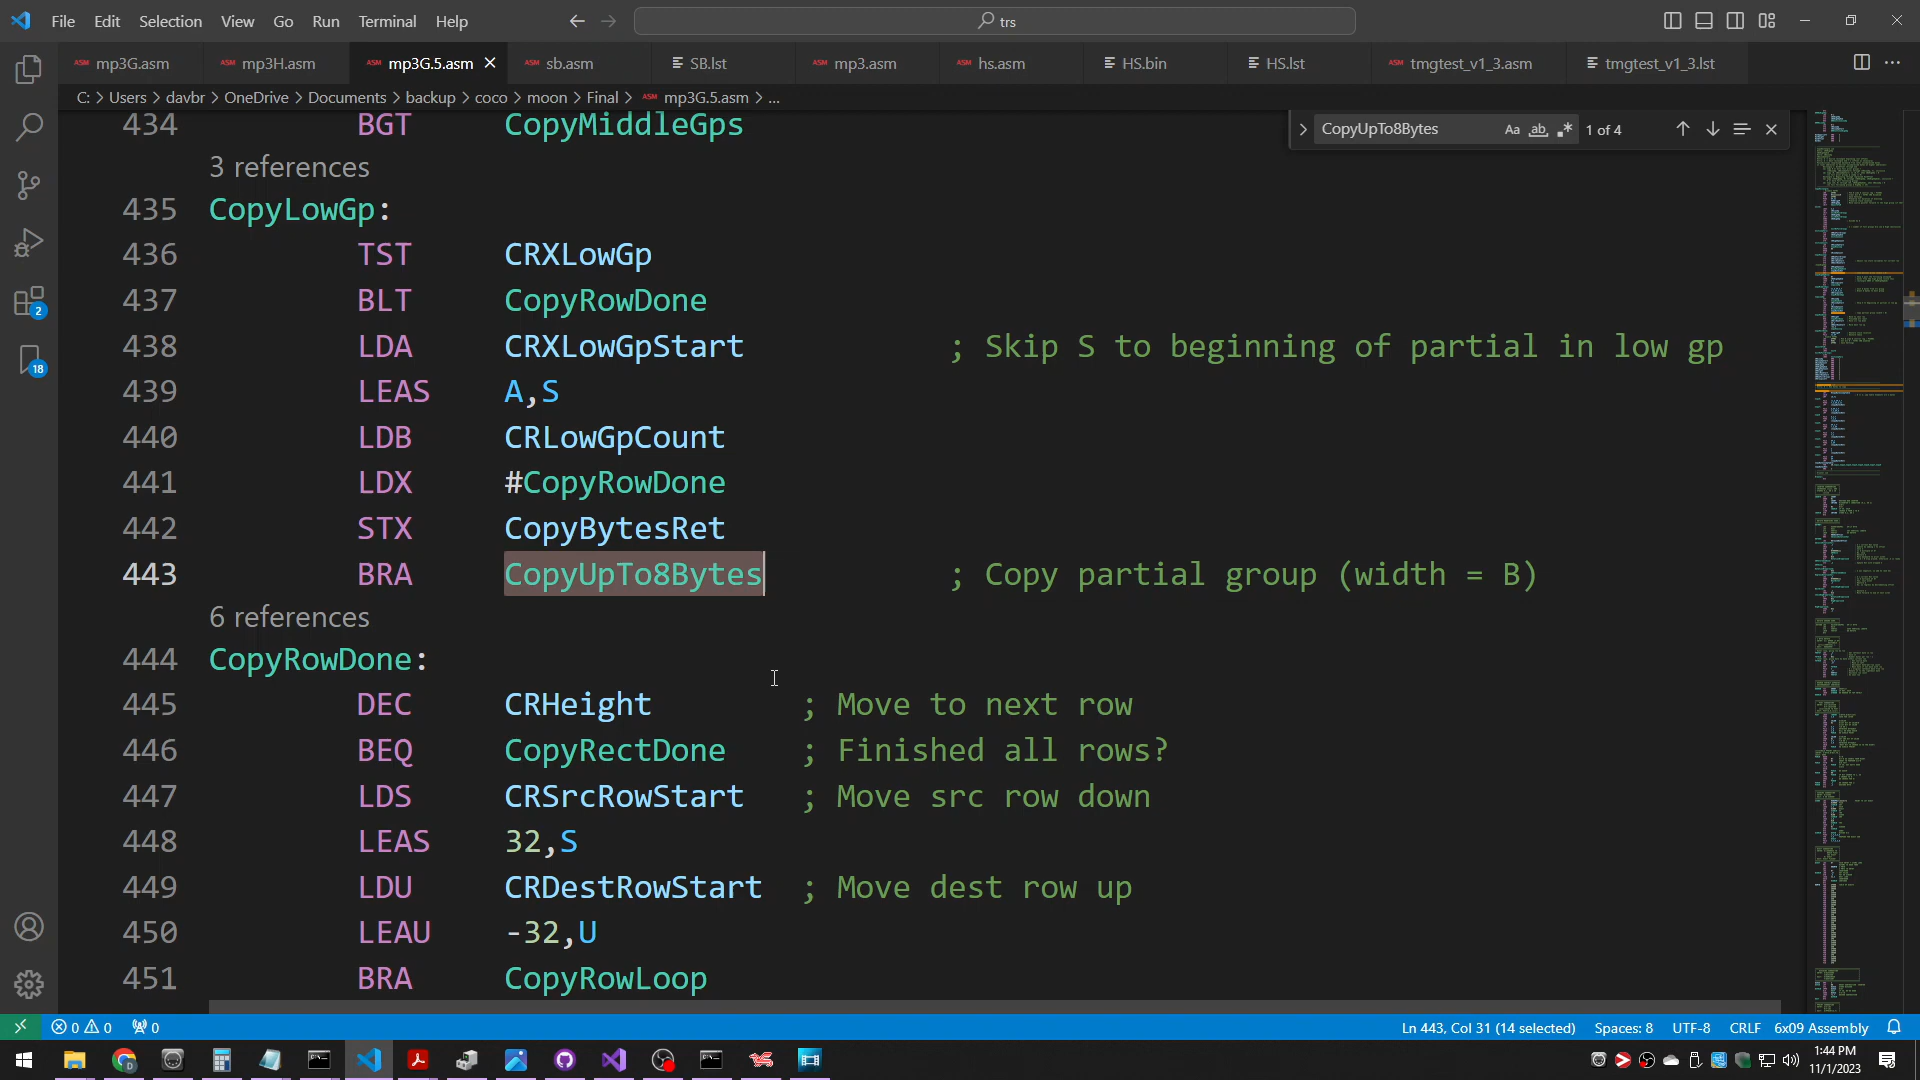 File Edit Selection View Go Run Terminal Help trs
mp3G.asm mp3H.asm mp3G.5.asm sb.asm SB.lst mp3.asm hs.asm HS.bin HS.lst tmgtest_v1_3.asm tmgtest_v1_3.lst
C: > Users > davbr > OneDrive > Documents > backup > coco > moon > Final > mp3G.5.asm > ...
CopyUpTo8Bytes Aa ab 1 of 4
434 BGT CopyMiddleGps
3 references
435 CopyLowGp:
436 TST CRXLowGp
437 BLT CopyRowDone
438 LDA CRXLowGpStart ; Skip S to beginning of partial in low gp
439 LEAS A,S
440 LDB CRLowGpCount
441 LDX #CopyRowDone
442 STX CopyBytesRet
443 BRA CopyUpTo8Bytes ; Copy partial group (width = B)
6 references
444 CopyRowDone:
445 DEC CRHeight ; Move to next row
446 BEQ CopyRectDone ; Finished all rows?
447 LDS CRSrcRowStart ; Move src row down
448 LEAS 32,S
449 LDU CRDestRowStart ; Move dest row up
450 LEAU -32,U
451 BRA CopyRowLoop
2
18
0 0 0 Ln 443, Col 31 (14 selected) Spaces: 8 UTF-8 CRLF 6x09 Assembly
1:44 PM
11/1/2023